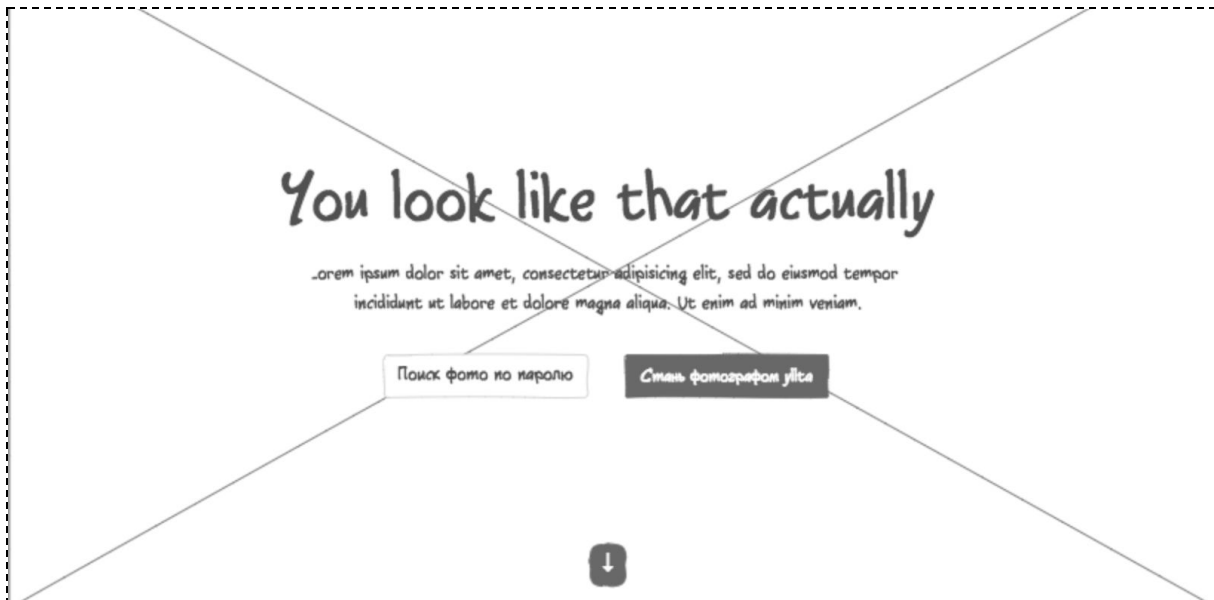 You look like that actually
orem ipsum dolor sit amet, consectetur adipisicing elit, sed do eiusmod tempor
incididunt ut labore et dolore magna aliqua. Ut enim ad minim veniam.
Поиск фото по паролю
Стань фотографом